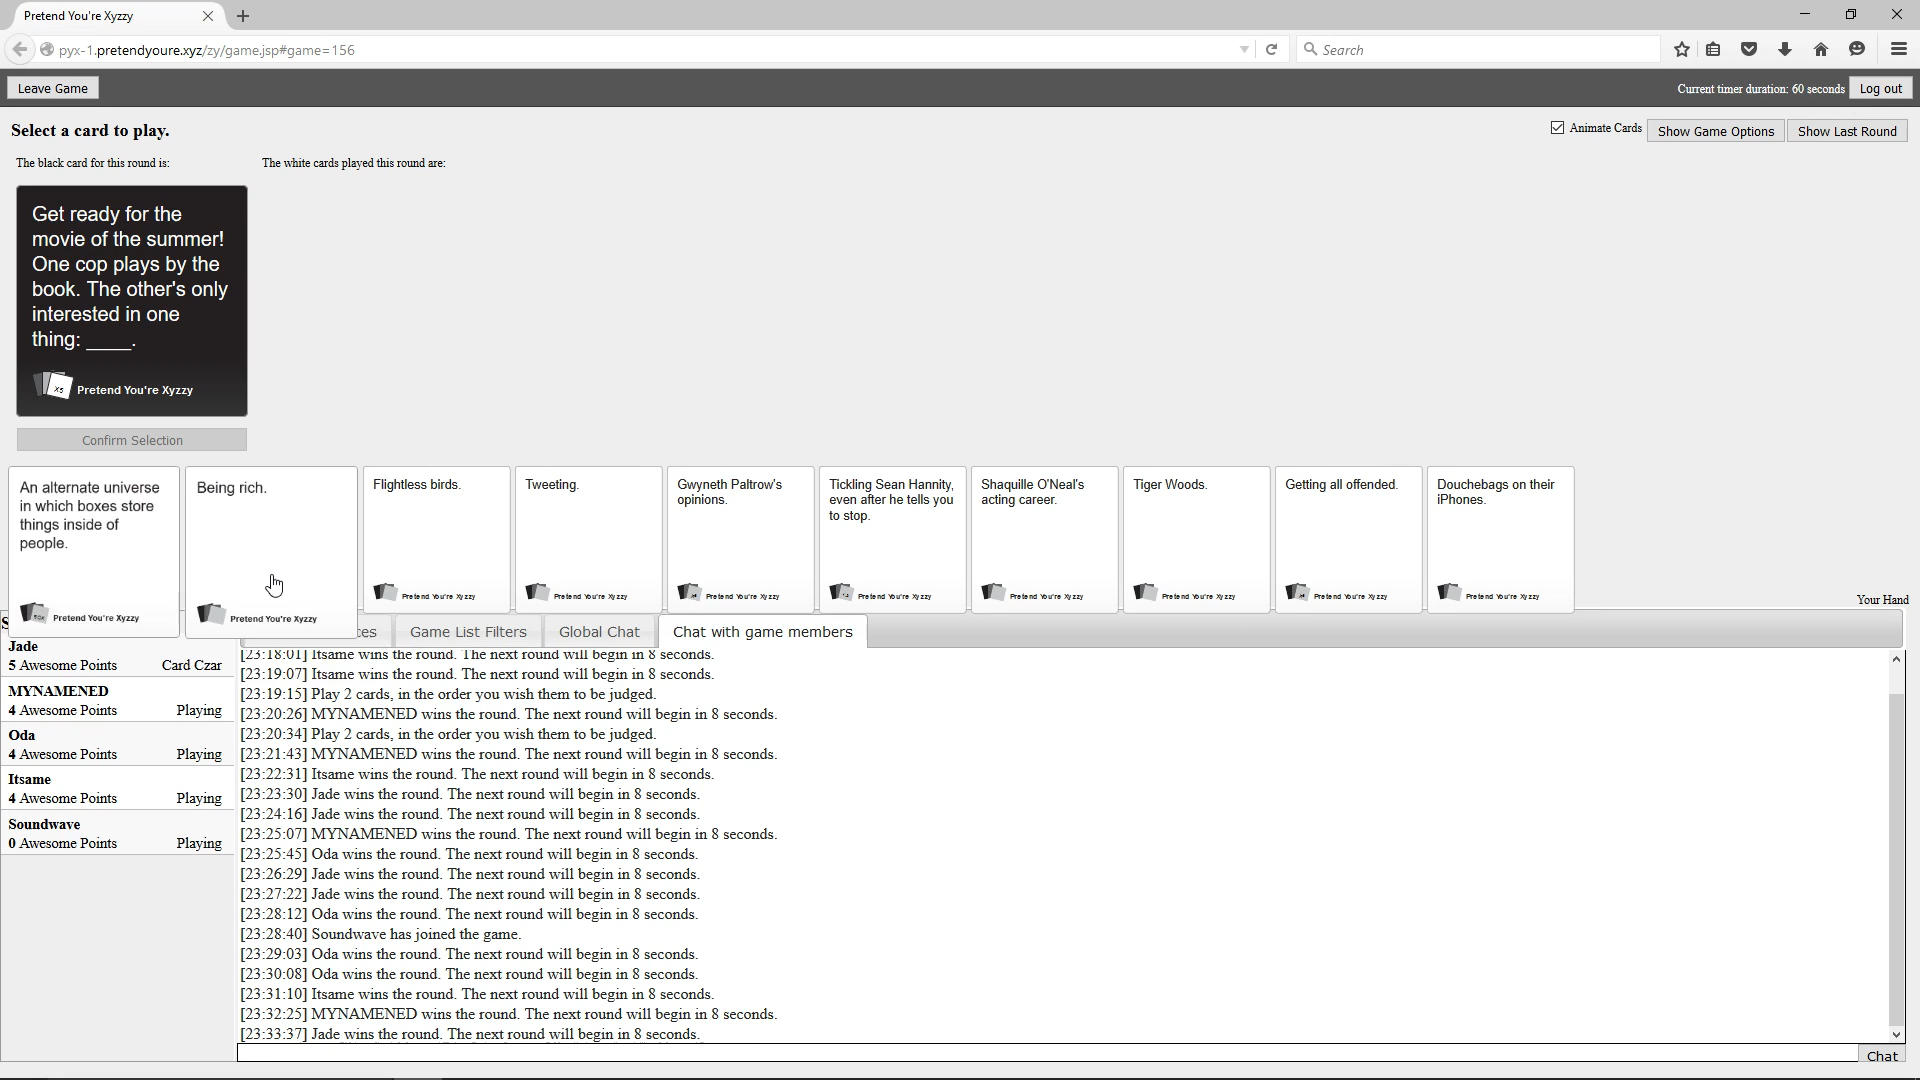 Pretend You're Xyzzy
pyx-1.pretendyoure.xyz/zy/game.jsp#game=156
Search
Leave Game
Current timer duration: 60 seconds
Log out
Select a card to play.
Animate Cards
Show Game Options
Show Last Round
The black card for this round is:
The white cards played this round are:
Get ready for the
movie of the summer!
One cop plays by the
book. The other's only
interested in one
thing: ____.
X5
Pretend You're Xyzzy
Confirm Selection
An alternate universe
in which boxes store
things inside of
people.
Pretend You're Xyzzy
Being rich.
Pretend You're Xyzzy
Flightless birds.
Pretend You're Xyzzy
Tweeting.
Pretend You're Xyzzy
Gwyneth Paltrow's
opinions.
Pretend You're Xyzzy
Tickling Sean Hannity,
even after he tells you
to stop.
Pretend You're Xyzzy
Shaquille O'Neal's
acting career.
Pretend You're Xyzzy
Tiger Woods.
Pretend You're Xyzzy
Getting all offended.
Pretend You're Xyzzy
Douchebags on their
iPhones.
Pretend You're Xyzzy
Your Hand
Game List Filters
Global Chat
Chat with game members
Jade
5 Awesome Points
Card Czar
MYNAMENED
4 Awesome Points
Playing
Oda
4 Awesome Points
Playing
Itsame
4 Awesome Points
Playing
Soundwave
0 Awesome Points
Playing
[23:18:01] Itsame wins the round. The next round will begin in 8 seconds.
[23:19:07] Itsame wins the round. The next round will begin in 8 seconds.
[23:19:15] Play 2 cards, in the order you wish them to be judged.
[23:20:26] MYNAMENED wins the round. The next round will begin in 8 seconds.
[23:20:34] Play 2 cards, in the order you wish them to be judged.
[23:21:43] MYNAMENED wins the round. The next round will begin in 8 seconds.
[23:22:31] Itsame wins the round. The next round will begin in 8 seconds.
[23:23:30] Jade wins the round. The next round will begin in 8 seconds.
[23:24:16] Jade wins the round. The next round will begin in 8 seconds.
[23:25:07] MYNAMENED wins the round. The next round will begin in 8 seconds.
[23:25:45] Oda wins the round. The next round will begin in 8 seconds.
[23:26:29] Jade wins the round. The next round will begin in 8 seconds.
[23:27:22] Jade wins the round. The next round will begin in 8 seconds.
[23:28:12] Oda wins the round. The next round will begin in 8 seconds.
[23:28:40] Soundwave has joined the game.
[23:29:03] Oda wins the round. The next round will begin in 8 seconds.
[23:30:08] Oda wins the round. The next round will begin in 8 seconds.
[23:31:10] Itsame wins the round. The next round will begin in 8 seconds.
[23:32:25] MYNAMENED wins the round. The next round will begin in 8 seconds.
[23:33:37] Jade wins the round. The next round will begin in 8 seconds.
Chat